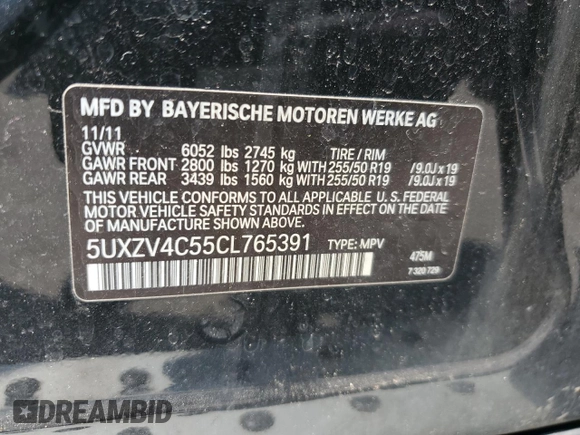 MFD BY BAYERISCHE MOTOREN WERKE AG
11/11
GVWR 6052 lbs 2745 kg TIRE / RIM
GAWR FRONT 2800 lbs 1270 kg WITH 255/50 R19 /9.0J x 19
GAWR REAR 3439 lbs 1560 kg WITH 255/50 R19 /9.0J x 19
THIS VEHICLE CONFORMS TO ALL APPLICABLE U.S. FEDERAL
MOTOR VEHICLE SAFETY STANDARDS IN EFFECT ON THE DATE
OF MANUFACTURE SHOWN ABOVE.
5UXZV4C55CL765391 TYPE: MPV
475M
7 320 729
DREAMBID